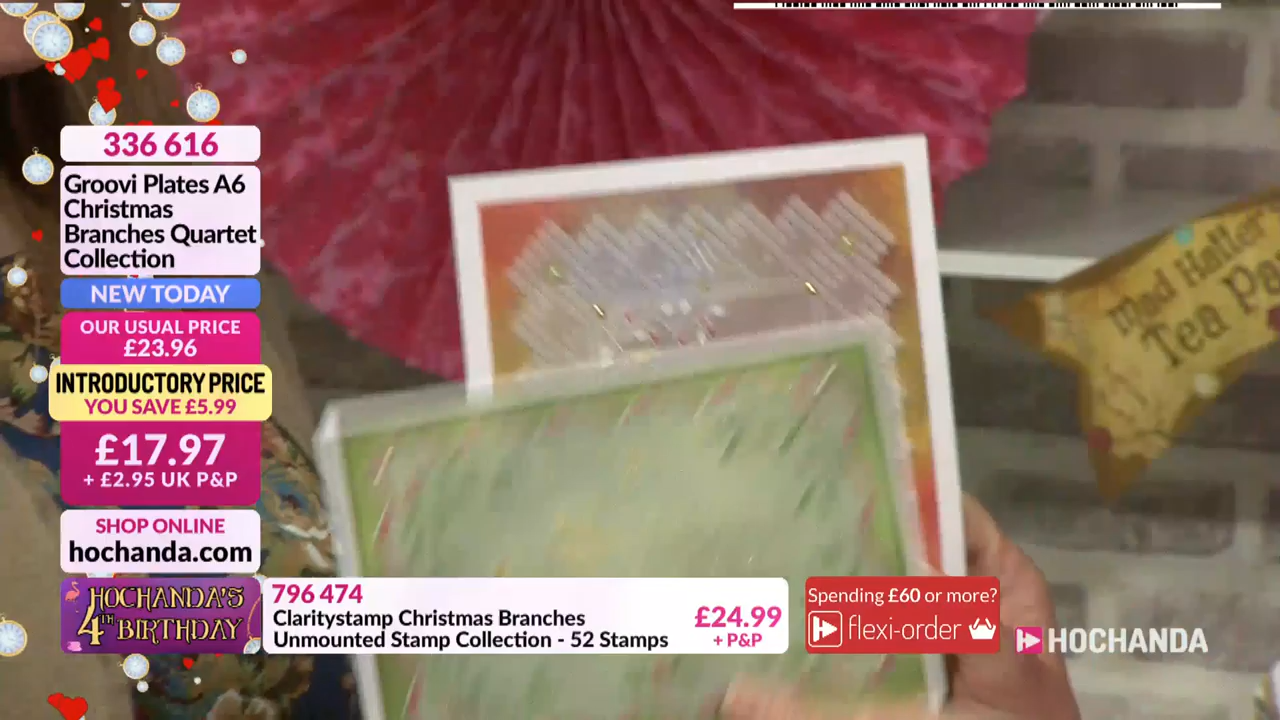 336 616
Groovi Plates A6
Christmas
Branches Quartet
Collection
NEW TODAY
OUR USUAL PRICE
£23.96
INTRODUCTORY PRICE
YOU SAVE £5.99
£17.97
+ £2.95 UK P&P
SHOP ONLINE
hochanda.com
HOCHANDA'S
4TH BIRTHDAY
796 474
Claritystamp Christmas Branches
Unmounted Stamp Collection - 52 Stamps
£24.99
+ P&P
Spending £60 or more?
flexi-order
HOCHANDA
Mad Hatter
Tea